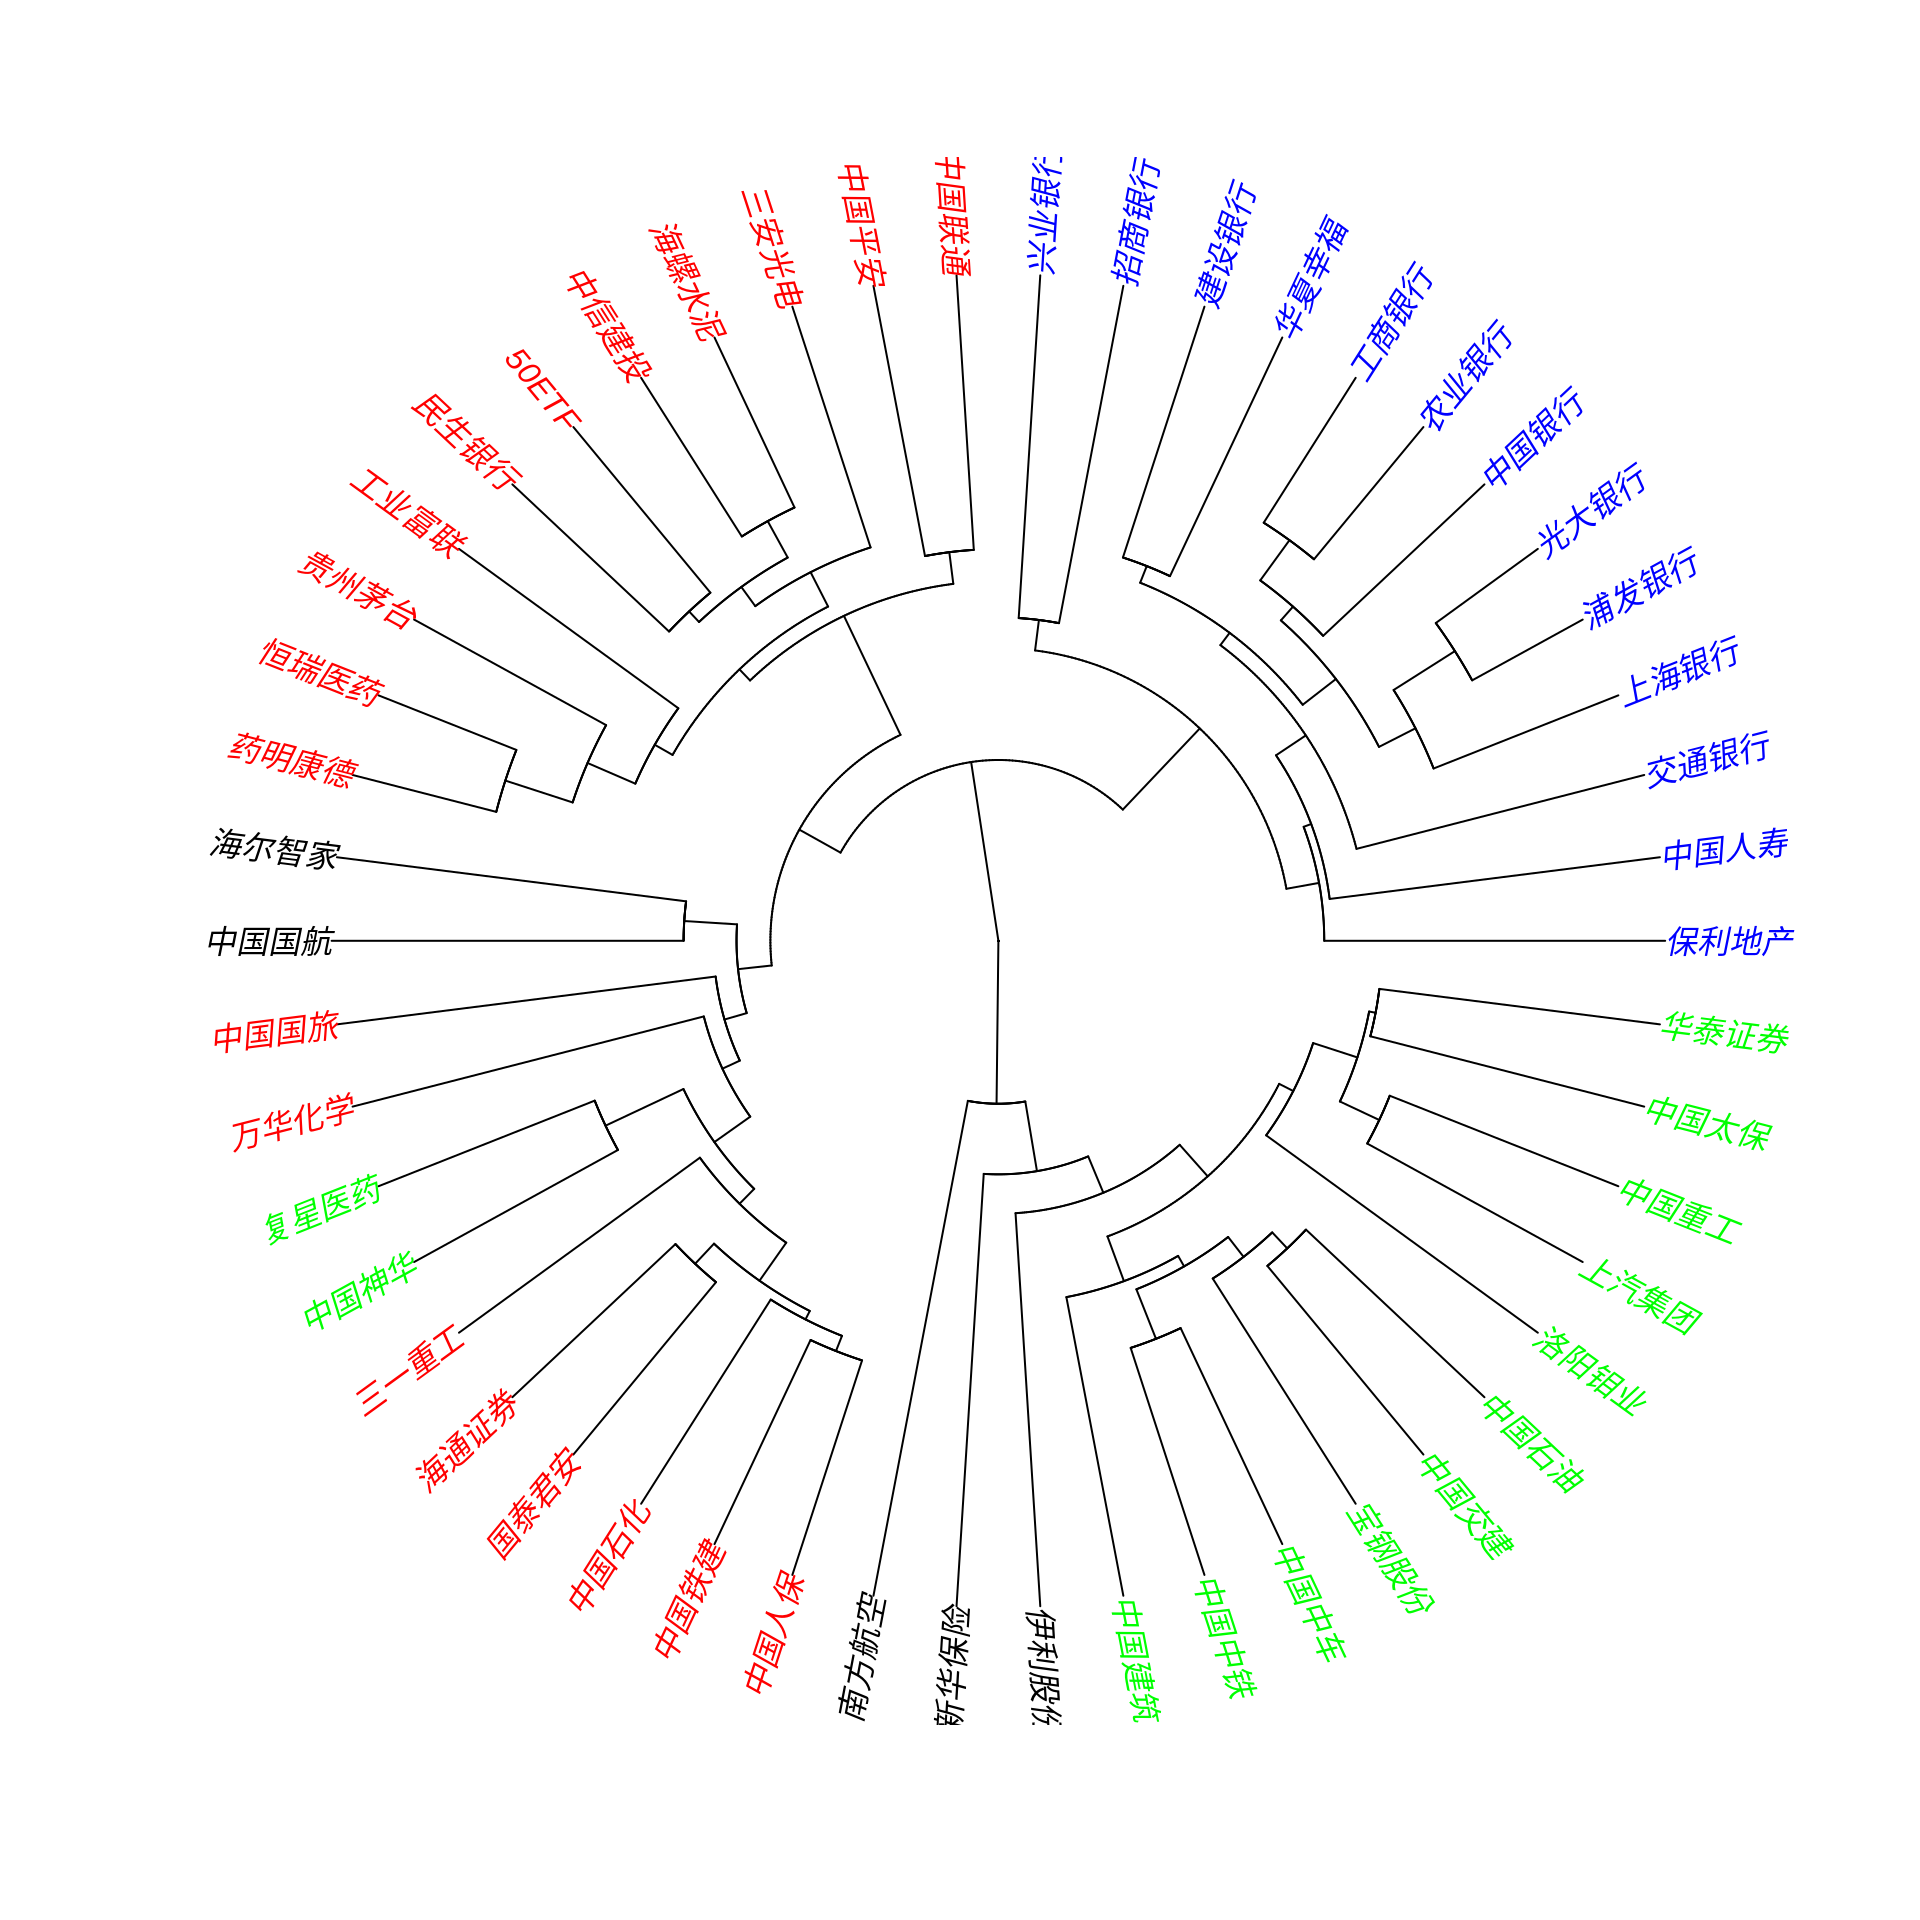 中国联通
兴业银行
招商银行
建设银行
华夏幸福
工商银行
农业银行
中国银行
光大银行
浦发银行
上海银行
交通银行
中国人寿
保利地产
华泰证券
中国太保
中国重工
上汽集团
洛阳钼业
中国石油
中国交建
宝钢股份
中国中车
中国中铁
中国建筑
伊利股份
新华保险
南方航空
中国人保
中国铁建
中国石化
国泰君安
海通证券
三一重工
中国神华
复星医药
万华化学
中国国旅
中国国航
海尔智家
药明康德
恒瑞医药
贵州茅台
工业富联
民生银行
50ETF
中信建投
海螺水泥
三安光电
中国平安